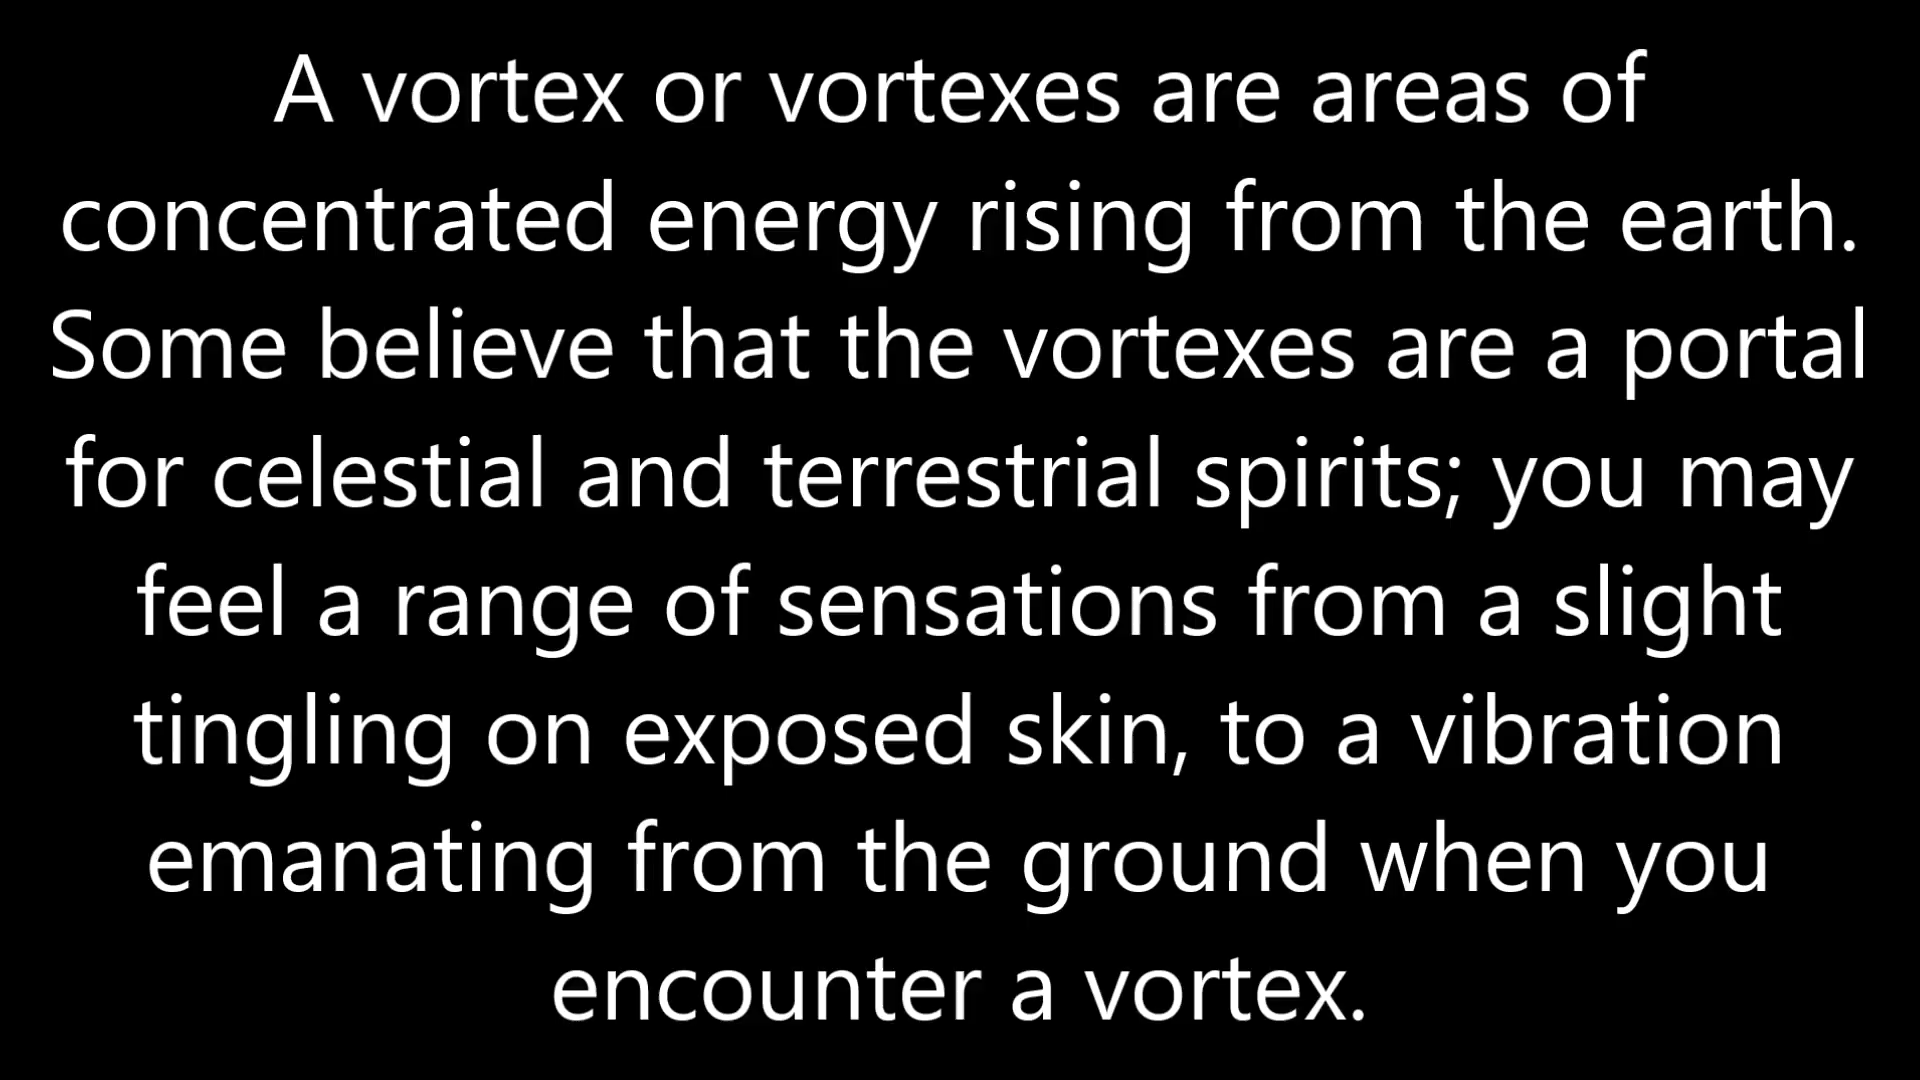 A vortex or vortexes are areas of
concentrated energy rising from the earth.
Some believe that the vortexes are a portal
for celestial and terrestrial spirits; you may
feel a range of sensations from a slight
tingling on exposed skin, to a vibration
emanating from the ground when you
encounter a vortex.